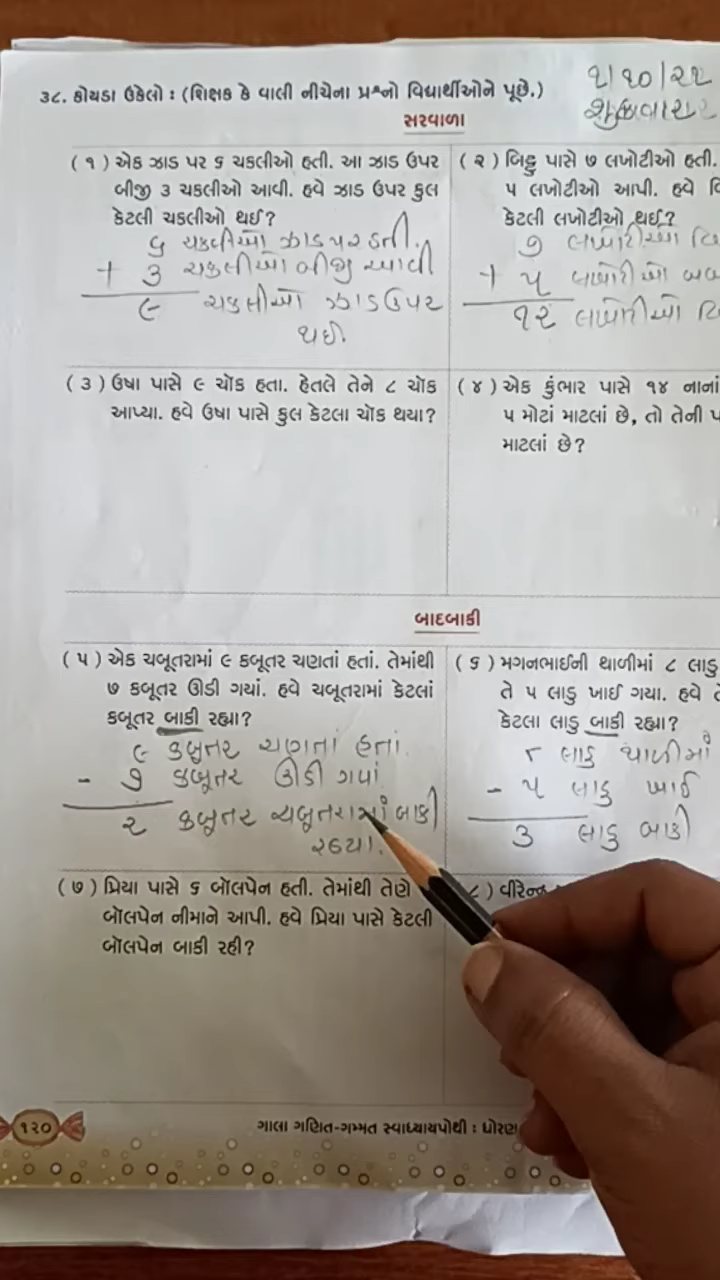 ૩૮. કોયડા ઉકેલો : (શિક્ષક કે વાલી નીચેના પ્રશ્નો વિદ્યાર્થીઓને પૂછે.)
સરવાળા
(૧) એક ઝાડ પર ૬ ચકલીઓ હતી. આ ઝાડ ઉપર
બીજી ૩ ચકલીઓ આવી. હવે ઝાડ ઉપર કુલ
કેટલી ચકલીઓ થઈ?
૬ ચકલીઓ ઝાડ પર હતી.
+ ૩ ચકલીઓ બીજી આવી
૯ ચકલીઓ ઝાડ ઉપર
થઈ.
(૨) બિટ્ટુ પાસે ૭ લખોટીઓ હતી.
૫ લખોટીઓ આપી. હવે
કેટલી લખોટીઓ થઈ?
૭ લખોટીઓ
+ ૫ લખોટીઓ
૧૨ લખોટીઓ
(૩) ઉષા પાસે ૯ ચૉક હતા. હેતલે તેને ૮ ચૉક
આપ્યા. હવે ઉષા પાસે કુલ કેટલા ચૉક થયા?
(૪) એક કુંભાર પાસે ૧૪ નાનાં
૫ મોટાં માટલાં છે, તો તેની
માટલાં છે?
બાદબાકી
(૫) એક ચબૂતરામાં ૯ કબૂતર ચણતાં હતાં. તેમાંથી
૭ કબૂતર ઊડી ગયાં. હવે ચબૂતરામાં કેટલાં
કબૂતર બાકી રહ્યા?
૯ કબૂતર ચણતાં હતાં.
- ૭ કબૂતર ઊડી ગયાં
૨ કબૂતર ચબૂતરામાં બાકી
રહ્યા.
(૬) મગનભાઈની થાળીમાં ૮ લાડુ
તે ૫ લાડુ ખાઈ ગયા. હવે
કેટલા લાડુ બાકી રહ્યા?
૮ લાડુ થાળીમાં
- ૫ લાડુ ખાઈ
૩ લાડુ બાકી
(૭) પ્રિયા પાસે ૬ બૉલપેન હતી. તેમાંથી તેણે
બૉલપેન નીમાને આપી. હવે પ્રિયા પાસે કેટલી
બૉલપેન બાકી રહી?
૧૨૦
ગાલા ગણિત-ગમ્મત સ્વાધ્યાયપોથી : ધોરણ